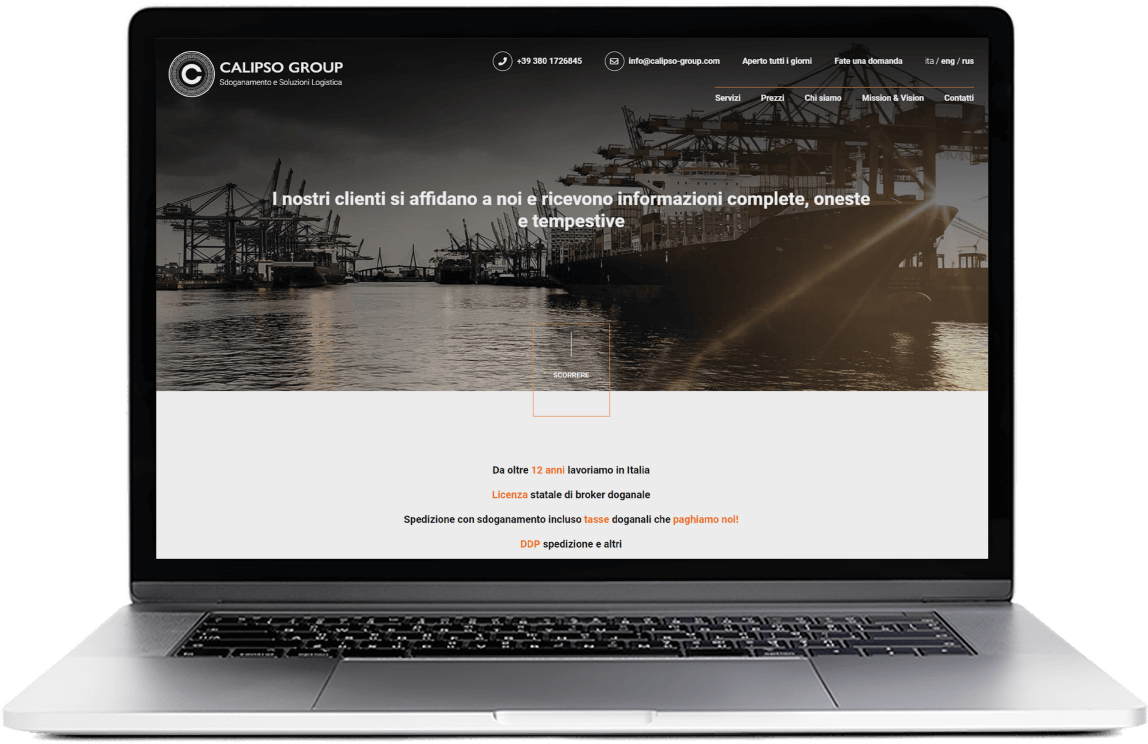 CALIPSO GROUP
Sdoganamento e Soluzioni Logistica
+39 380 1726845
info@calipso-group.com
Aperto tutti i giorni
Fate una domanda
ita / eng / rus
Servizi
Prezzi
Chi siamo
Mission & Vision
Contatti
I nostri clienti si affidano a noi e ricevono informazioni complete, oneste
e tempestive
SCORRERE
Da oltre 12 anni lavoriamo in Italia
Licenza statale di broker doganale
Spedizione con sdoganamento incluso tasse doganali che paghiamo noi!
DDP spedizione e altri